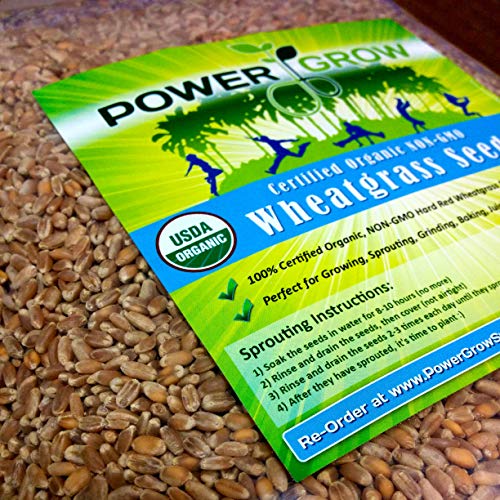 POWER GROW
Certified Organic NON-GMO
Wheatgrass Seed
USDA
ORGANIC
100% Certified Organic, NON-GMO Hard Red Wheatgrass
Perfect for Growing, Sprouting, Grinding, Baking,
Sprouting Instructions:
1) Soak the seeds in water for 8-10 hours (no more)
2) Rinse and drain the seeds, then cover (not airtight)
3) Rinse and drain the seeds 2-3 times each day until they
4) After they have sprouted, it's time to plant :-)
Re-Order at www.PowerGrowS